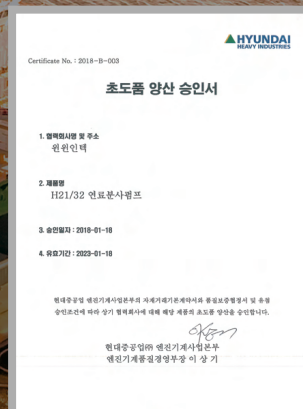 HYUNDAI
HEAVY INDUSTRIES
Certificate No. : 2018-B-003
초도품 양산 승인서
1. 협력회사명 및 주소
원원인텍
2. 제품명
H21/32 연료분사펌프
3. 승인일자 : 2018-01-18
4. 유효기간 : 2023-01-18
현대중공업 엔진기계사업본부의 자재거래기본계약서와 품질보증협정서 및 유첨
승인조건에 따라 상기 협력회사에 대해 해당 제품의 초도품 양산을 승인합니다.
현대중공업㈜ 엔진기계사업본부
엔진기계품질경영부장 이 상 기